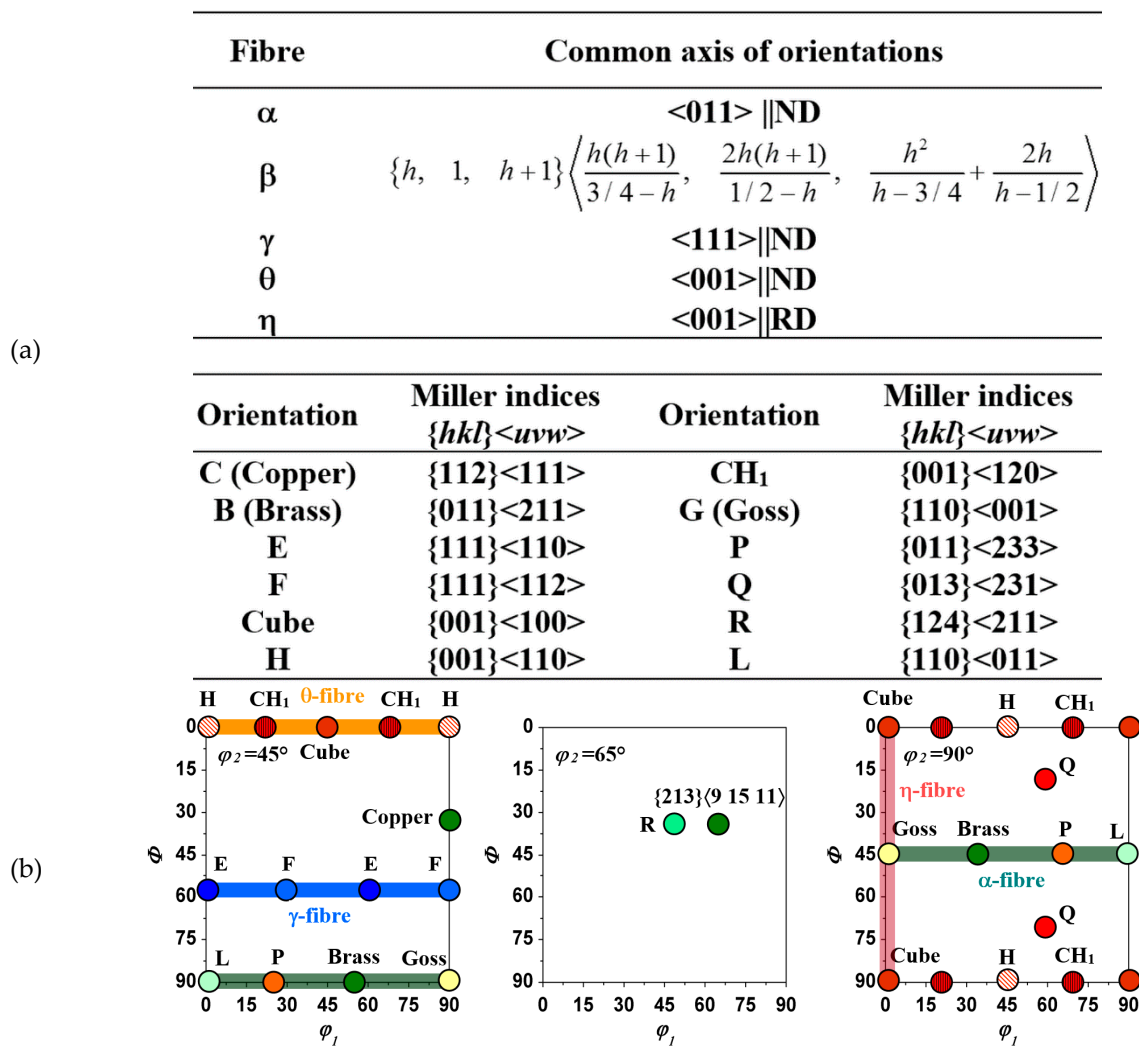 Fibre Common axis of orientations
α <011> ||ND
β {h, 1, h+1}⟨h(h+1)/(3/4−h), 2h(h+1)/(1/2−h), h²/(h−3/4) + 2h/(h−1/2)⟩
γ <111>||ND
θ <001>||ND
η <001>||RD
(a)
Orientation Miller indices {hkl}<uvw> Orientation Miller indices {hkl}<uvw>
C (Copper) {112}<111> CH₁ {001}<120>
B (Brass) {011}<211> G (Goss) {110}<001>
E {111}<110> P {011}<233>
F {111}<112> Q {013}<231>
Cube {001}<100> R {124}<211>
H {001}<110> L {110}<011>
(b)
H CH₁ θ-fibre CH₁ H
φ₂=45° Cube
Copper
E F E F
γ-fibre
L P Brass Goss
0
15
30
45
60
75
90
Φ
0 15 30 45 60 75 90
φ₁
φ₂=65°
{213}⟨9 15 11⟩
R
0
15
30
45
60
75
90
0 15 30 45 60 75 90
φ₁
Cube H CH₁
φ₂=90°
Q
η-fibre
Goss Brass P L
α-fibre
Q
Cube H CH₁
0
15
30
45
60
75
90
Φ
0 15 30 45 60 75 90
φ₁